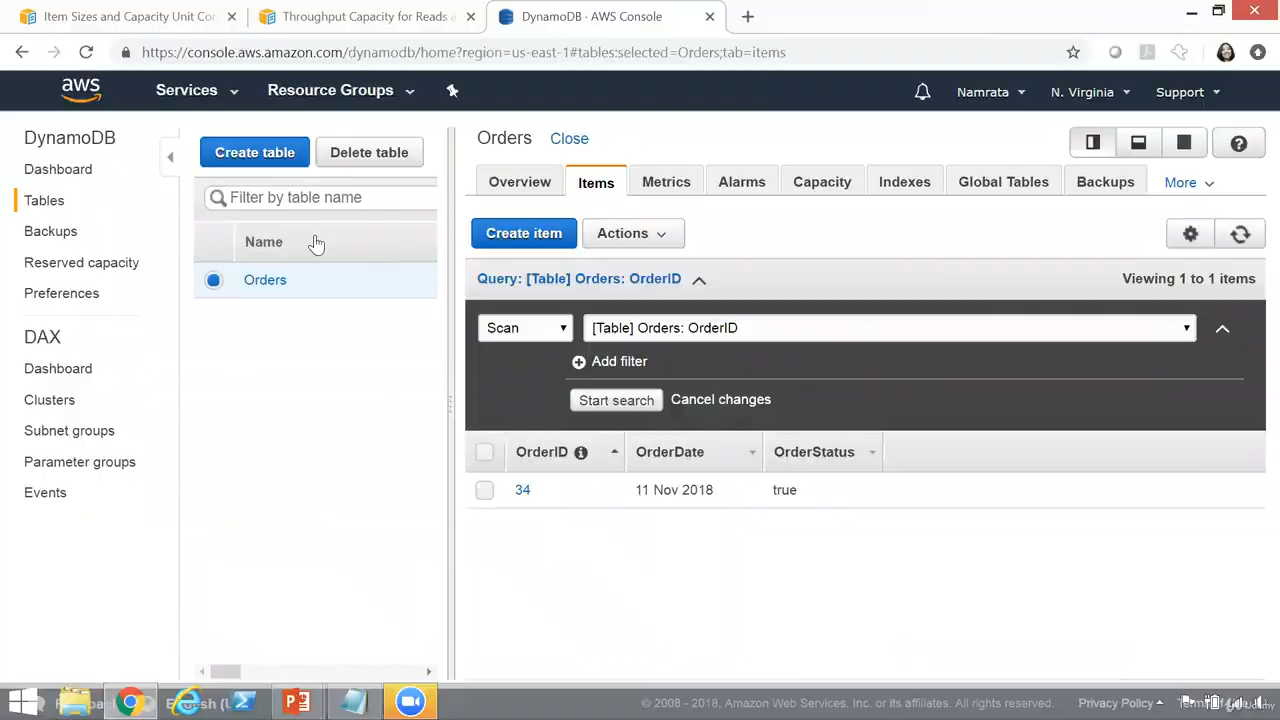 Item Sizes and Capacity Unit Cor
Throughput Capacity for Reads a
DynamoDB · AWS Console
https://console.aws.amazon.com/dynamodb/home?region=us-east-1#tables:selected=Orders;tab=items
aws
Services
Resource Groups
Namrata
N. Virginia
Support
DynamoDB
Dashboard
Tables
Backups
Reserved capacity
Preferences
DAX
Dashboard
Clusters
Subnet groups
Parameter groups
Events
Create table
Delete table
Filter by table name
Name
Orders
Orders
Close
Overview
Items
Metrics
Alarms
Capacity
Indexes
Global Tables
Backups
More
Create item
Actions
Query: [Table] Orders: OrderID
Viewing 1 to 1 items
Scan
[Table] Orders: OrderID
Add filter
Start search
Cancel changes
OrderID
OrderDate
OrderStatus
34
11 Nov 2018
true
© 2008 - 2018, Amazon Web Services, Inc. or its affiliates. All rights reserved.
Privacy Policy